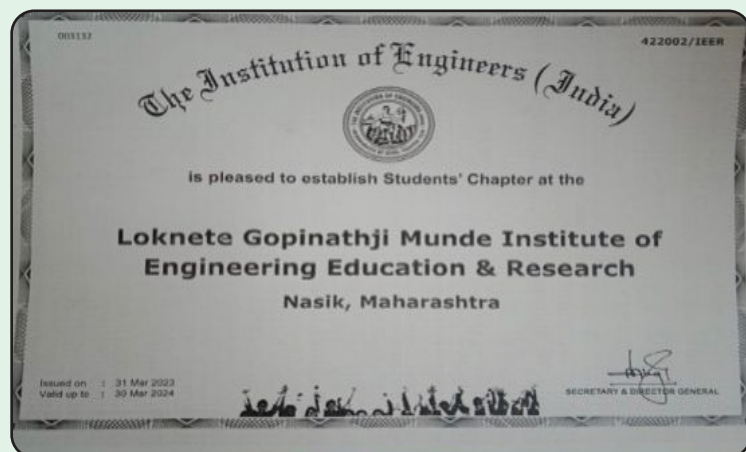 003132
422002/IEER
The Institution of Engineers (India)
is pleased to establish Students' Chapter at the
Loknete Gopinathji Munde Institute of
Engineering Education & Research
Nasik, Maharashtra
Issued on : 31 Mar 2023
Valid up to : 30 Mar 2024
SECRETARY & DIRECTOR GENERAL